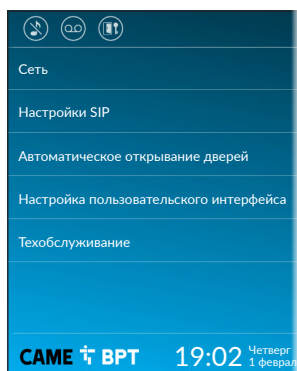 Сеть
Настройки SIP
Автоматическое открывание дверей
Настройка пользовательского интерфейса
Техобслуживание
CAME BPT 19:02 Четверг
1 феврал